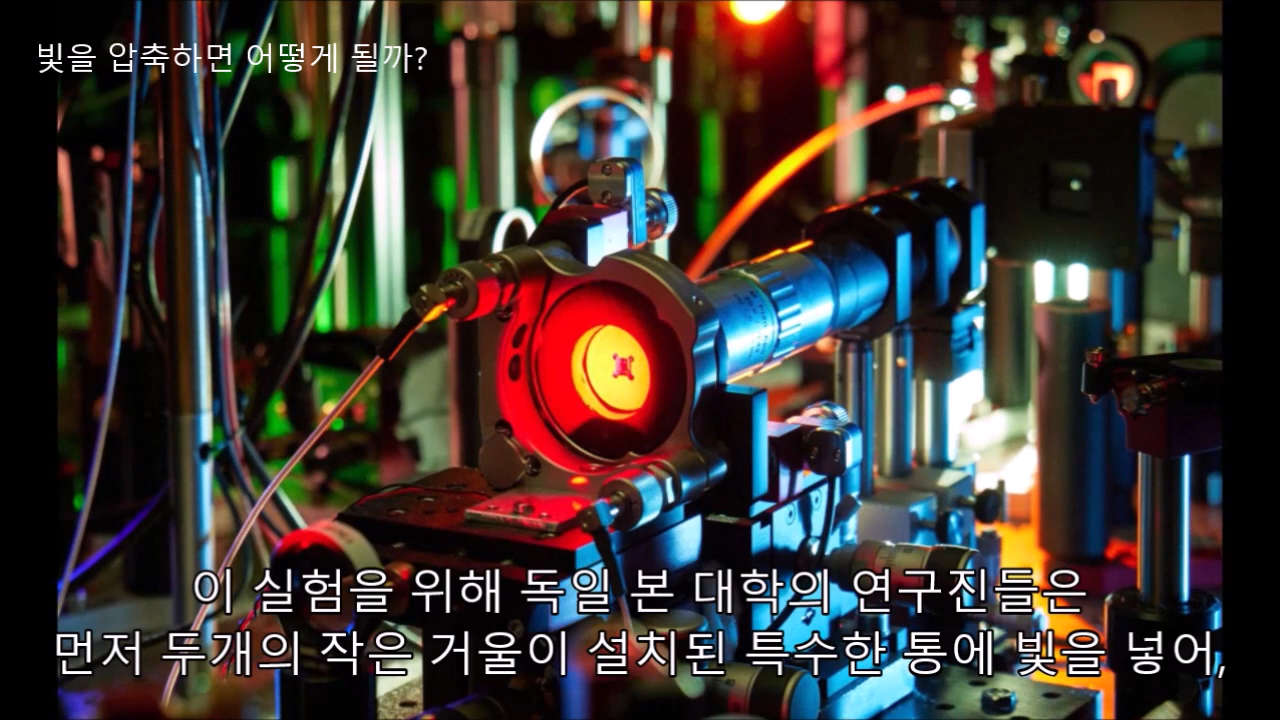 빛을 압축하면 어떻게 될까?
이 실험을 위해 독일 본 대학의 연구진들은
먼저 두개의 작은 거울이 설치된 특수한 통에 빛을 넣어,